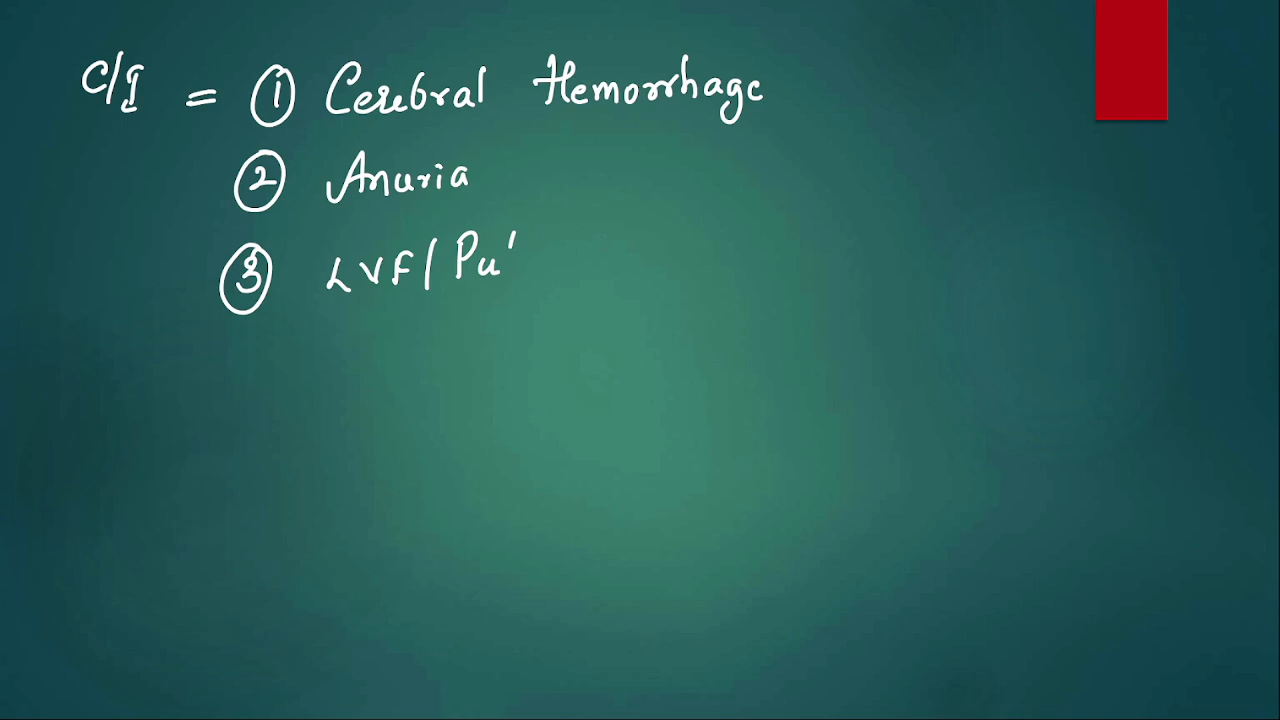 C/I = ① Cerebral Hemorrhage
② Anuria
③ LVF/Pu'